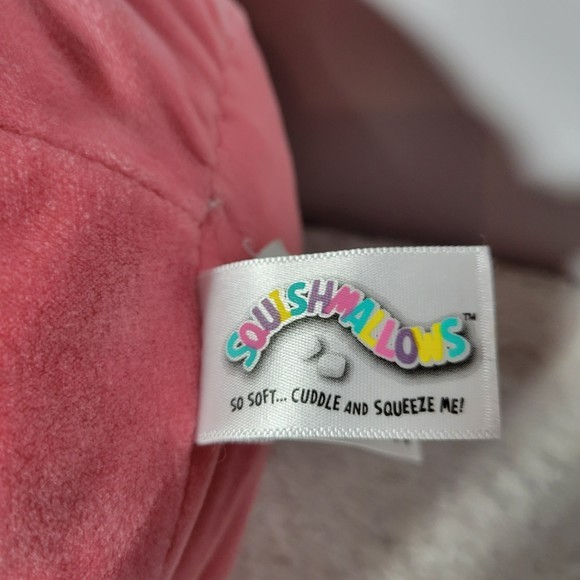 SQUISHMALLOWS™
SO SOFT... CUDDLE AND SQUEEZE ME!